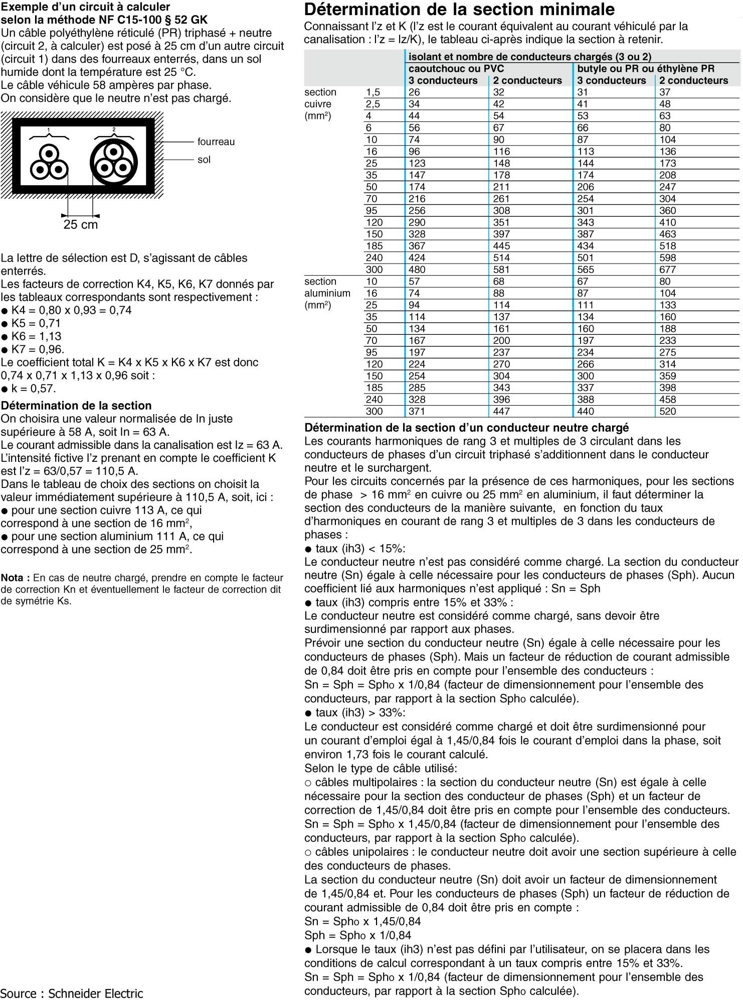 Exemple d’un circuit à calculer
selon la méthode NF C15-100 § 52 GK
Un câble polyéthylène réticulé (PR) triphasé + neutre
(circuit 2, à calculer) est posé à 25 cm d’un autre circuit
(circuit 1) dans des fourreaux enterrés, dans un sol
humide dont la température est 25 °C.
Le câble véhicule 58 ampères par phase.
On considère que le neutre n’est pas chargé.
1 2
fourreau
sol
25 cm
La lettre de sélection est D, s’agissant de câbles
enterrés.
Les facteurs de correction K4, K5, K6, K7 donnés par
les tableaux correspondants sont respectivement :
● K4 = 0,80 x 0,93 = 0,74
● K5 = 0,71
● K6 = 1,13
● K7 = 0,96.
Le coefficient total K = K4 x K5 x K6 x K7 est donc
0,74 x 0,71 x 1,13 x 0,96 soit :
● k = 0,57.
Détermination de la section
On choisira une valeur normalisée de In juste
supérieure à 58 A, soit In = 63 A.
Le courant admissible dans la canalisation est Iz = 63 A.
L’intensité fictive I’z prenant en compte le coefficient K
est I’z = 63/0,57 = 110,5 A.
Dans le tableau de choix des sections on choisit la
valeur immédiatement supérieure à 110,5 A, soit, ici :
● pour une section cuivre 113 A, ce qui
correspond à une section de 16 mm²,
● pour une section aluminium 111 A, ce qui
correspond à une section de 25 mm².
Nota : En cas de neutre chargé, prendre en compte le facteur
de correction Kn et éventuellement le facteur de correction dit
de symétrie Ks.
Source : Schneider Electric
Détermination de la section minimale
Connaissant I’z et K (I’z est le courant équivalent au courant véhiculé par la
canalisation : I’z = Iz/K), le tableau ci-après indique la section à retenir.
isolant et nombre de conducteurs chargés (3 ou 2)
caoutchouc ou PVC butyle ou PR ou éthylène PR
3 conducteurs 2 conducteurs 3 conducteurs 2 conducteurs
section 1,5 26 32 31 37
cuivre 2,5 34 42 41 48
(mm²) 4 44 54 53 63
6 56 67 66 80
10 74 90 87 104
16 96 116 113 136
25 123 148 144 173
35 147 178 174 208
50 174 211 206 247
70 216 261 254 304
95 256 308 301 360
120 290 351 343 410
150 328 397 387 463
185 367 445 434 518
240 424 514 501 598
300 480 581 565 677
section 10 57 68 67 80
aluminium 16 74 88 87 104
(mm²) 25 94 114 111 133
35 114 137 134 160
50 134 161 160 188
70 167 200 197 233
95 197 237 234 275
120 224 270 266 314
150 254 304 300 359
185 285 343 337 398
240 328 396 388 458
300 371 447 440 520
Détermination de la section d’un conducteur neutre chargé
Les courants harmoniques de rang 3 et multiples de 3 circulant dans les
conducteurs de phases d’un circuit triphasé s’additionnent dans le conducteur
neutre et le surchargent.
Pour les circuits concernés par la présence de ces harmoniques, pour les sections
de phase > 16 mm² en cuivre ou 25 mm² en aluminium, il faut déterminer la
section des conducteurs de la manière suivante, en fonction du taux
d’harmoniques en courant de rang 3 et multiples de 3 dans les conducteurs de
phases :
● taux (ih3) < 15%:
Le conducteur neutre n’est pas considéré comme chargé. La section du conducteur
neutre (Sn) égale à celle nécessaire pour les conducteurs de phases (Sph). Aucun
coefficient lié aux harmoniques n’est appliqué : Sn = Sph
● taux (ih3) compris entre 15% et 33% :
Le conducteur neutre est considéré comme chargé, sans devoir être
surdimensionné par rapport aux phases.
Prévoir une section du conducteur neutre (Sn) égale à celle nécessaire pour les
conducteurs de phases (Sph). Mais un facteur de réduction de courant admissible
de 0,84 doit être pris en compte pour l’ensemble des conducteurs :
Sn = Sph = Spho x 1/0,84 (facteur de dimensionnement pour l’ensemble des
conducteurs, par rapport à la section Spho calculée).
● taux (ih3) > 33%:
Le conducteur est considéré comme chargé et doit être surdimensionné pour
un courant d’emploi égal à 1,45/0,84 fois le courant d’emploi dans la phase, soit
environ 1,73 fois le courant calculé.
Selon le type de câble utilisé:
○ câbles multipolaires : la section du conducteur neutre (Sn) est égale à celle
nécessaire pour la section des conducteur de phases (Sph) et un facteur de
correction de 1,45/0,84 doit être pris en compte pour l’ensemble des conducteurs.
Sn = Sph = Spho x 1,45/0,84 (facteur de dimensionnement pour l’ensemble des
conducteurs, par rapport à la section Spho calculée).
○ câbles unipolaires : le conducteur neutre doit avoir une section supérieure à celle
des conducteurs de phases.
La section du conducteur neutre (Sn) doit avoir un facteur de dimensionnement
de 1,45/0,84 et. Pour les conducteurs de phases (Sph) un facteur de réduction de
courant admissible de 0,84 doit être pris en compte :
Sn = Spho x 1,45/0,84
Sph = Spho x 1/0,84
● Lorsque le taux (ih3) n’est pas défini par l’utilisateur, on se placera dans les
conditions de calcul correspondant à un taux compris entre 15% et 33%.
Sn = Sph = Spho x 1/0,84 (facteur de dimensionnement pour l’ensemble des
conducteurs, par rapport à la section Spho calculée).